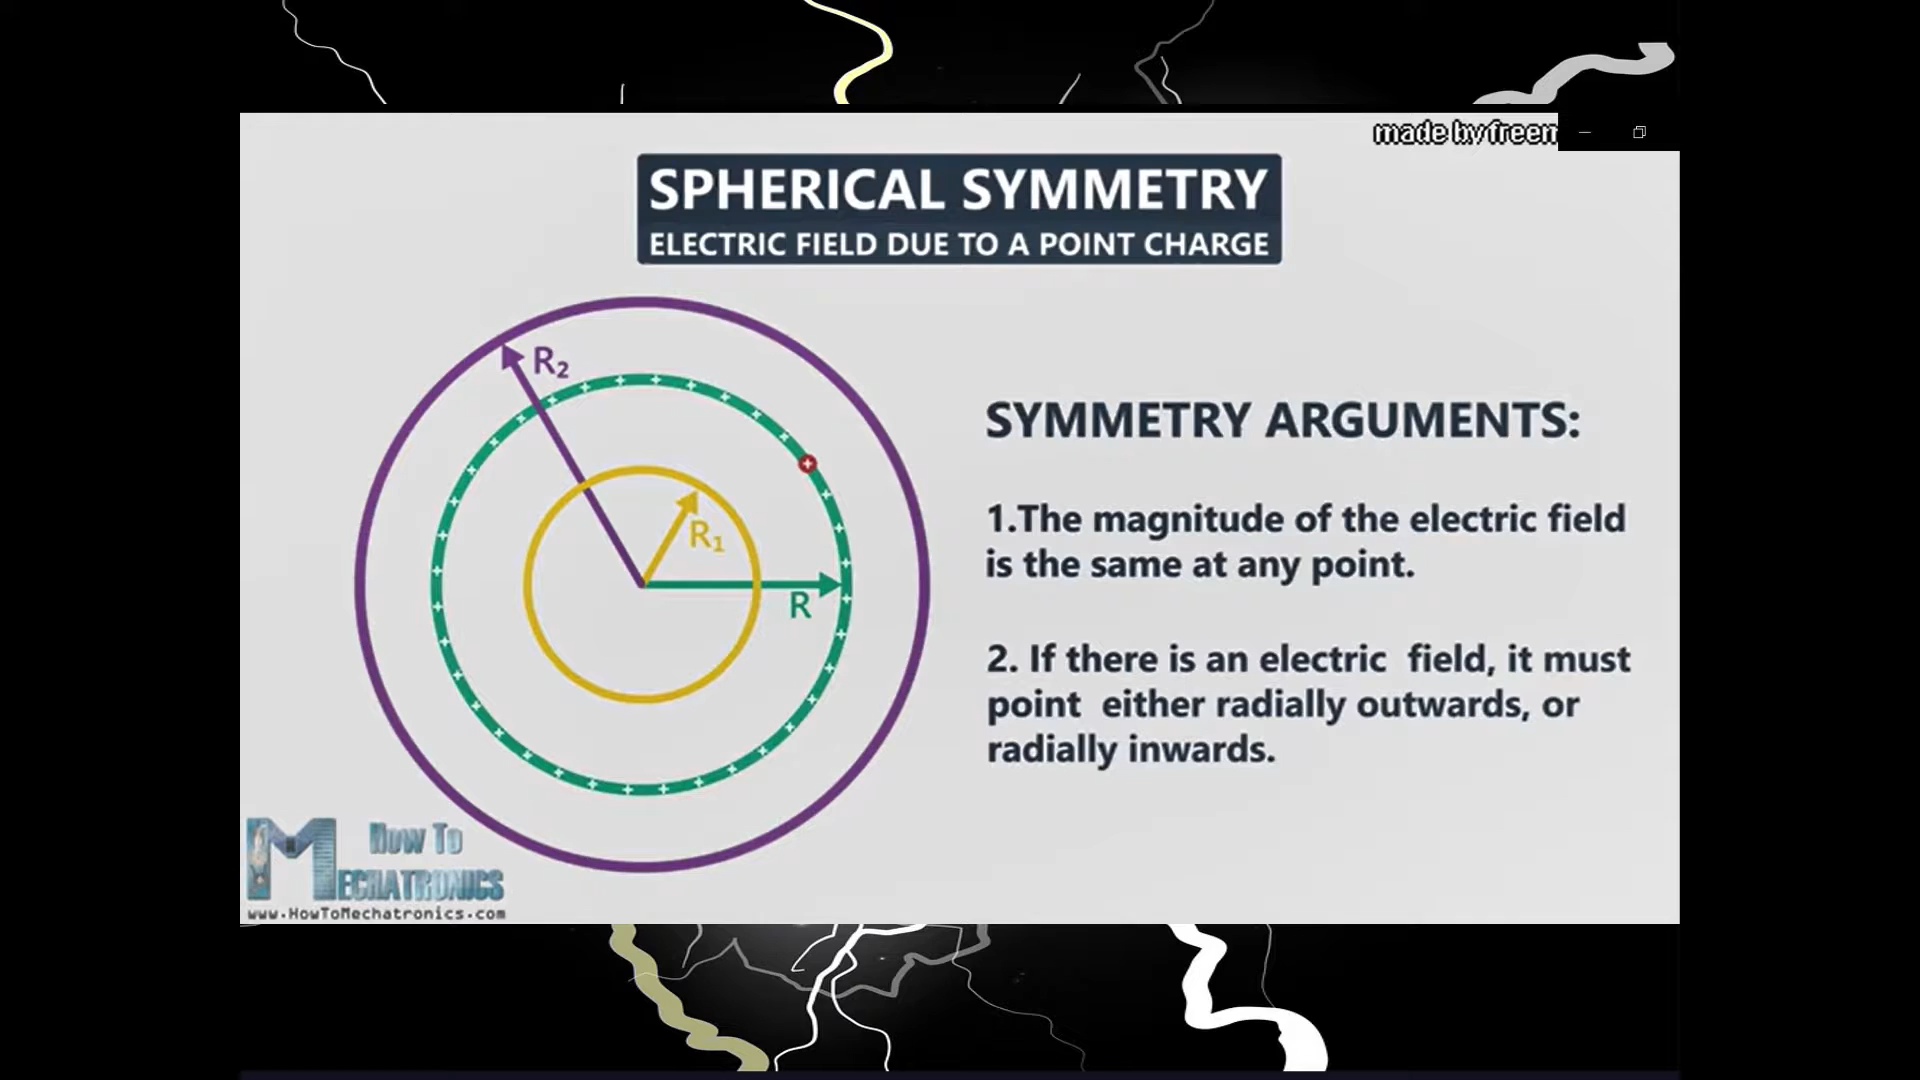 made by freem
SPHERICAL SYMMETRY
ELECTRIC FIELD DUE TO A POINT CHARGE
R₂
R₁
R
SYMMETRY ARGUMENTS:
1.The magnitude of the electric field
is the same at any point.
2. If there is an electric field, it must
point either radially outwards, or
radially inwards.
How To
MECHATRONICS
www.HowToMechatronics.com